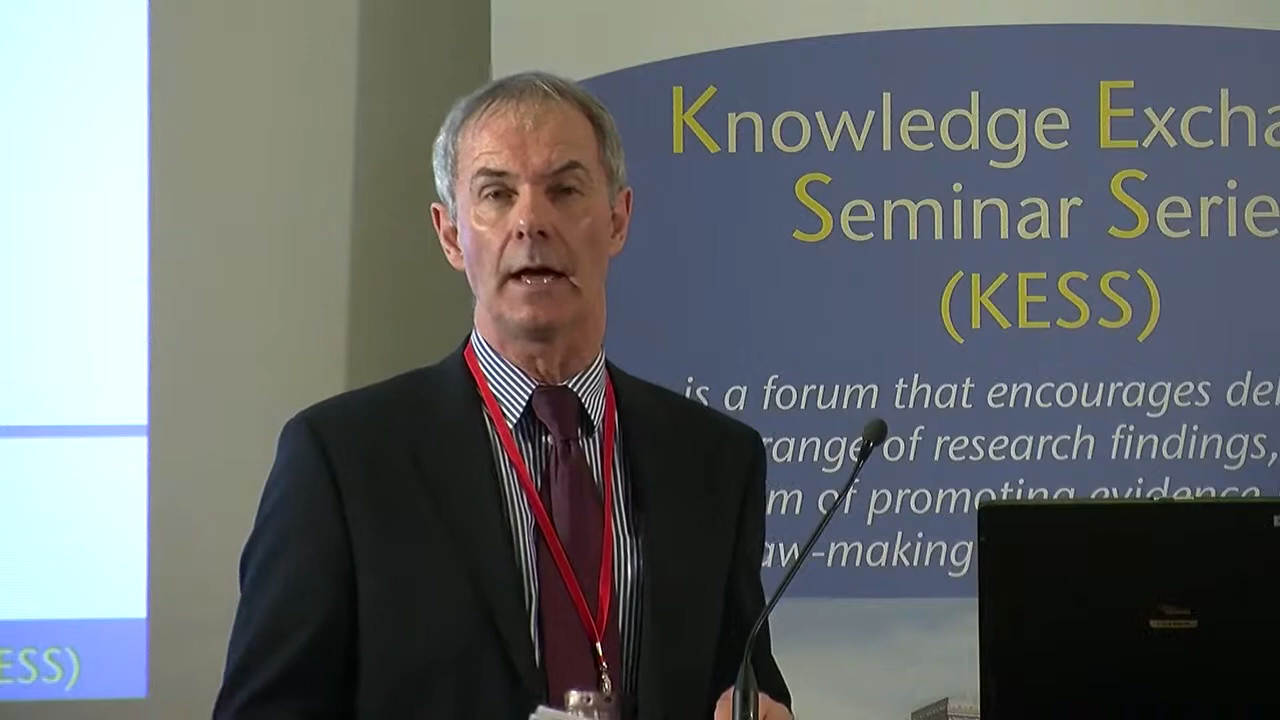 Knowledge Excha
Seminar Serie
(KESS)
is a forum that encourages del
range of research findings,
m of promoting evidence
aw-making
ESS)